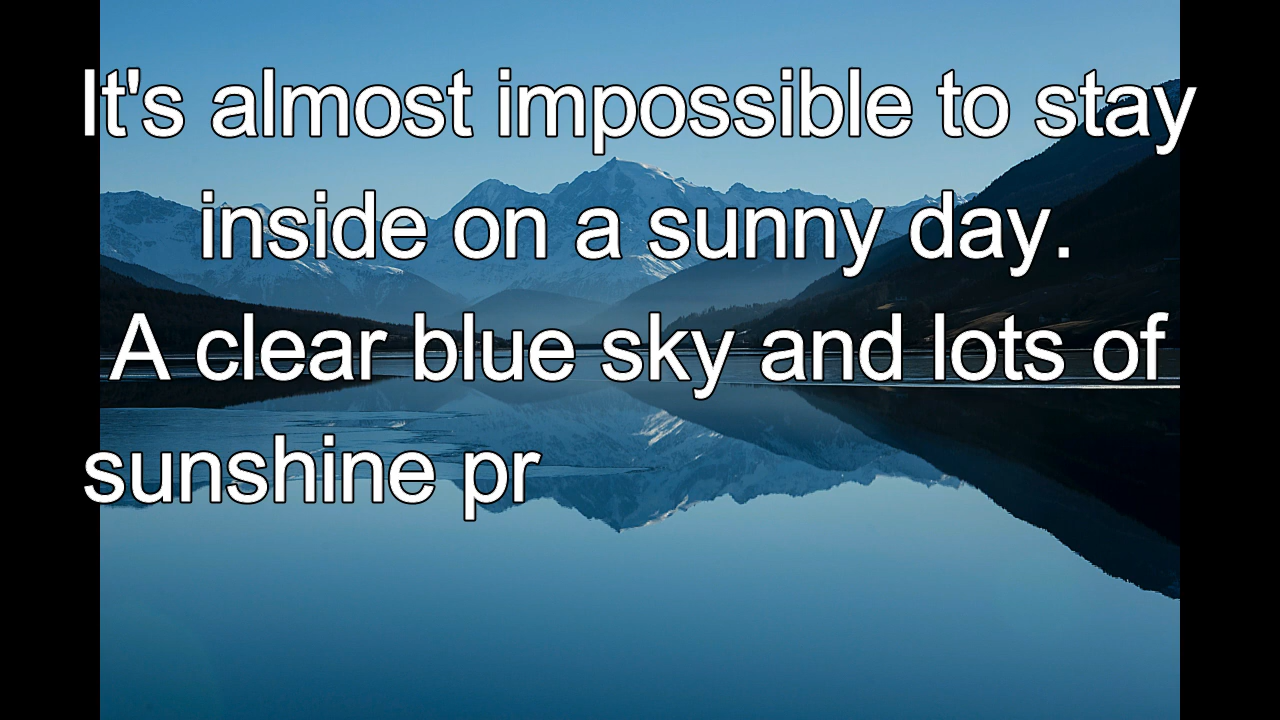 It's almost impossible to stay
inside on a sunny day.
A clear blue sky and lots of
sunshine pr